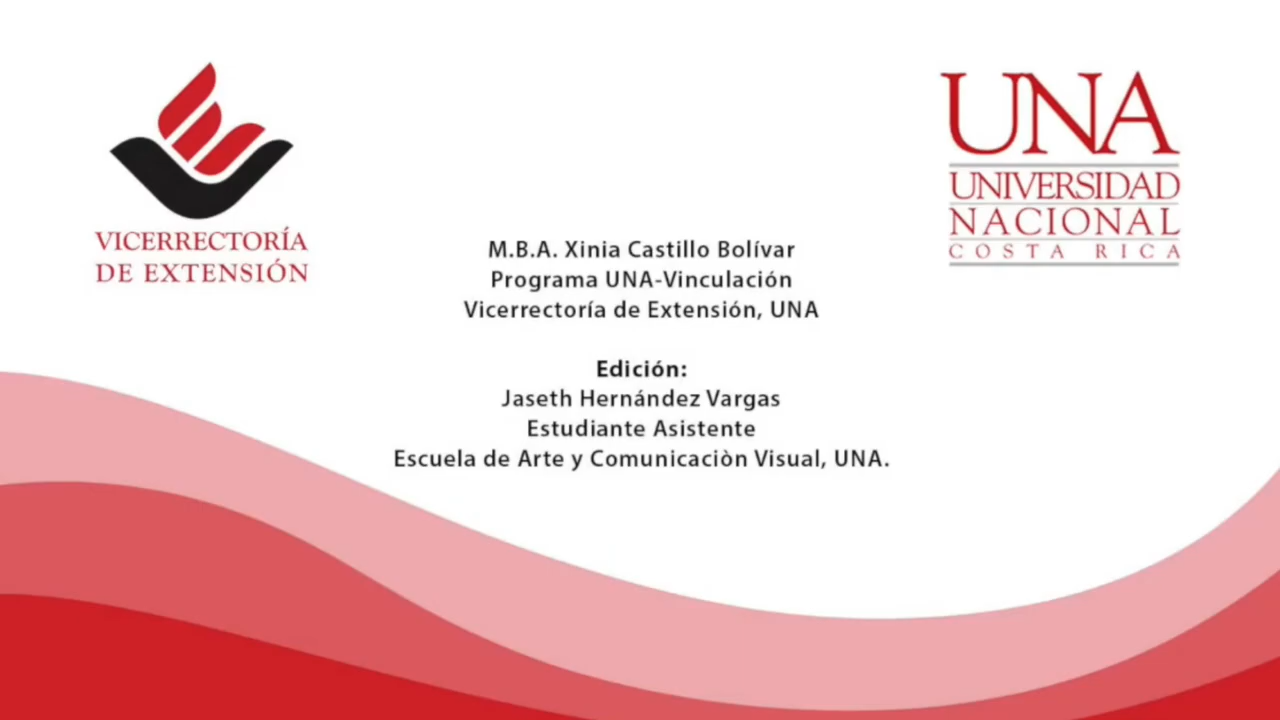 VICERRECTORÍA
DE EXTENSIÓN
UNA
UNIVERSIDAD
NACIONAL
COSTA RICA
M.B.A. Xinia Castillo Bolívar
Programa UNA-Vinculación
Vicerrectoría de Extensión, UNA
Edición:
Jaseth Hernández Vargas
Estudiante Asistente
Escuela de Arte y Comunicaciòn Visual, UNA.